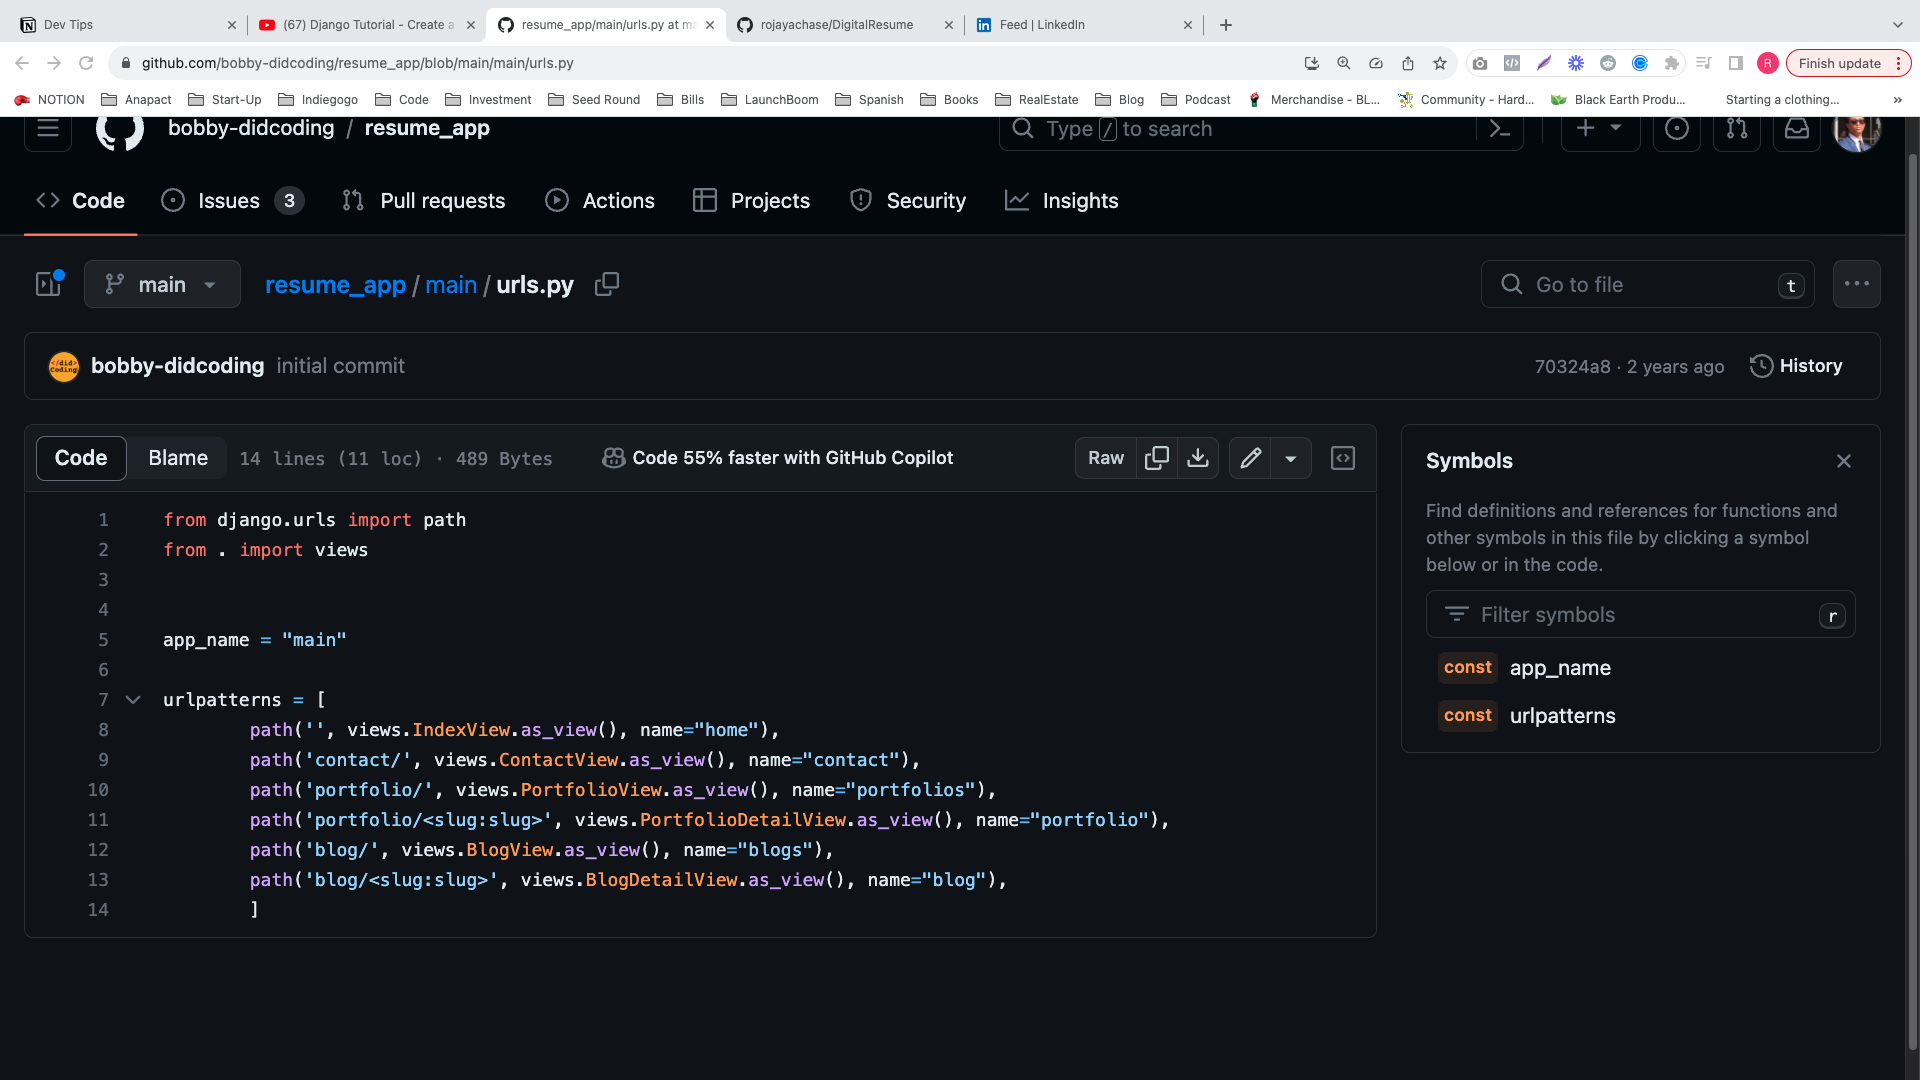 Dev Tips
(67) Django Tutorial - Create a
resume_app/main/urls.py at ma
rojayachase/DigitalResume
Feed | LinkedIn
github.com/bobby-didcoding/resume_app/blob/main/main/urls.py
R
Finish update
NOTION
Anapact
Start-Up
Indiegogo
Code
Investment
Seed Round
Bills
LaunchBoom
Spanish
Books
RealEstate
Blog
Podcast
Merchandise - BL...
Community - Hard...
Black Earth Produ...
Starting a clothing...
»
bobby-didcoding / resume_app
Type / to search
Code
Issues 3
Pull requests
Actions
Projects
Security
Insights
main
resume_app / main / urls.py
Go to file
t
</did>
Coding
bobby-didcoding initial commit
70324a8 · 2 years ago
History
Code
Blame
14 lines (11 loc) · 489 Bytes
Code 55% faster with GitHub Copilot
Raw
1 from django.urls import path
2 from . import views
3
4
5 app_name = "main"
6
7 urlpatterns = [
8 path('', views.IndexView.as_view(), name="home"),
9 path('contact/', views.ContactView.as_view(), name="contact"),
10 path('portfolio/', views.PortfolioView.as_view(), name="portfolios"),
11 path('portfolio/<slug:slug>', views.PortfolioDetailView.as_view(), name="portfolio"),
12 path('blog/', views.BlogView.as_view(), name="blogs"),
13 path('blog/<slug:slug>', views.BlogDetailView.as_view(), name="blog"),
14 ]
Symbols
Find definitions and references for functions and
other symbols in this file by clicking a symbol
below or in the code.
Filter symbols
r
const app_name
const urlpatterns